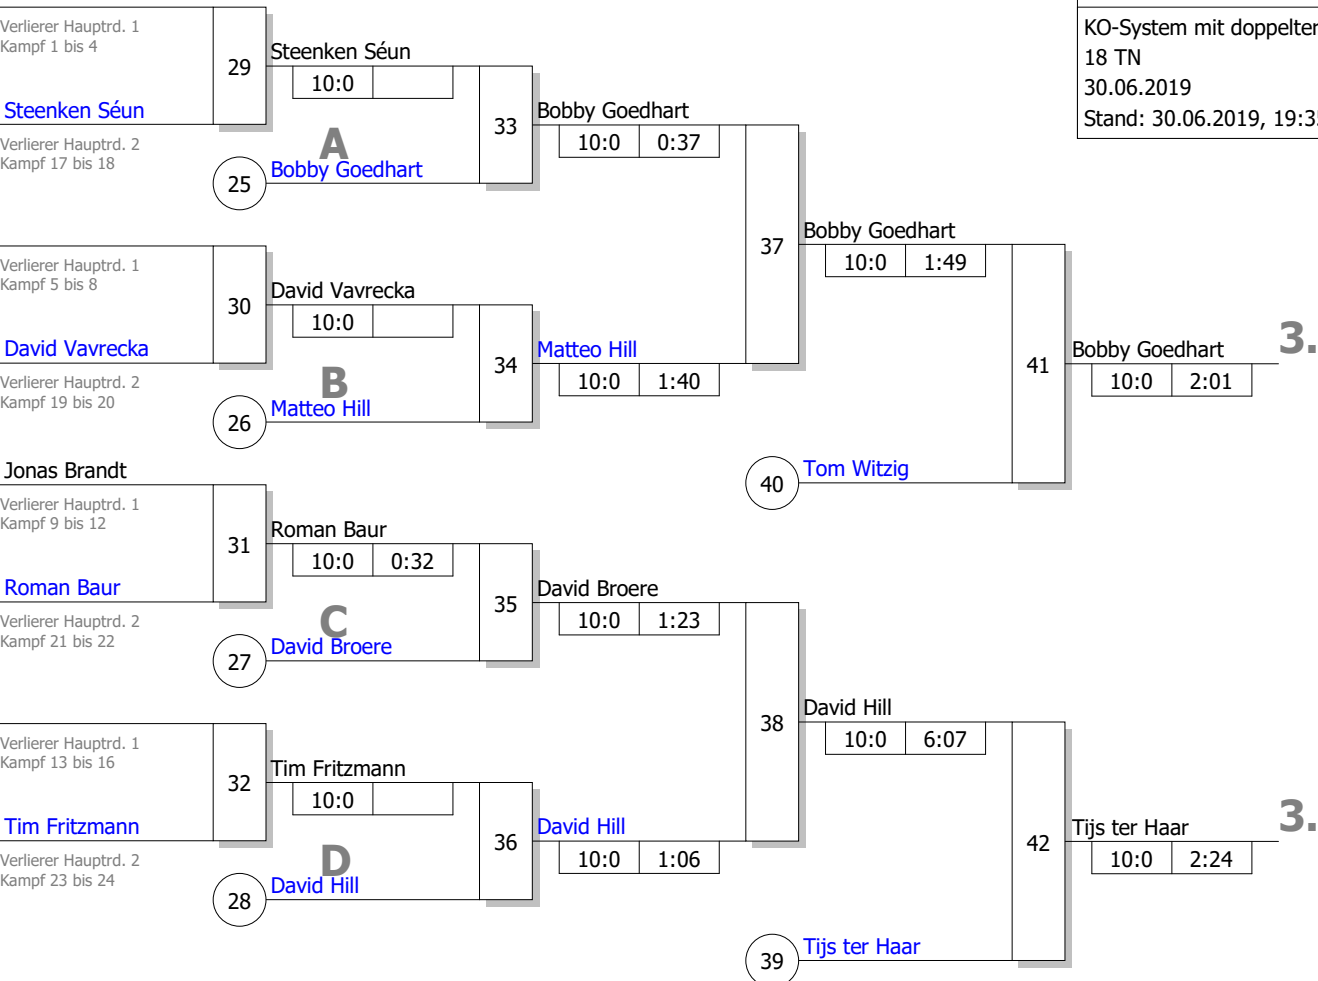 Verlierer Hauptrd. 1
Kampf 1 bis 4
Steenken Séun
Verlierer Hauptrd. 2
Kampf 17 bis 18
29
Steenken Séun
10:0
A
25
Bobby Goedhart
33
Bobby Goedhart
10:0 0:37
KO-System mit doppelter
18 TN
30.06.2019
Stand: 30.06.2019, 19:35
Verlierer Hauptrd. 1
Kampf 5 bis 8
David Vavrecka
Verlierer Hauptrd. 2
Kampf 19 bis 20
30
David Vavrecka
10:0
B
26
Matteo Hill
34
Matteo Hill
10:0 1:40
37
Bobby Goedhart
10:0 1:49
40
Tom Witzig
41
Bobby Goedhart
10:0 2:01
3.
Jonas Brandt
Verlierer Hauptrd. 1
Kampf 9 bis 12
Roman Baur
Verlierer Hauptrd. 2
Kampf 21 bis 22
31
Roman Baur
10:0 0:32
C
27
David Broere
35
David Broere
10:0 1:23
Verlierer Hauptrd. 1
Kampf 13 bis 16
Tim Fritzmann
Verlierer Hauptrd. 2
Kampf 23 bis 24
32
Tim Fritzmann
10:0
D
28
David Hill
36
David Hill
10:0 1:06
38
David Hill
10:0 6:07
39
Tijs ter Haar
42
Tijs ter Haar
10:0 2:24
3.